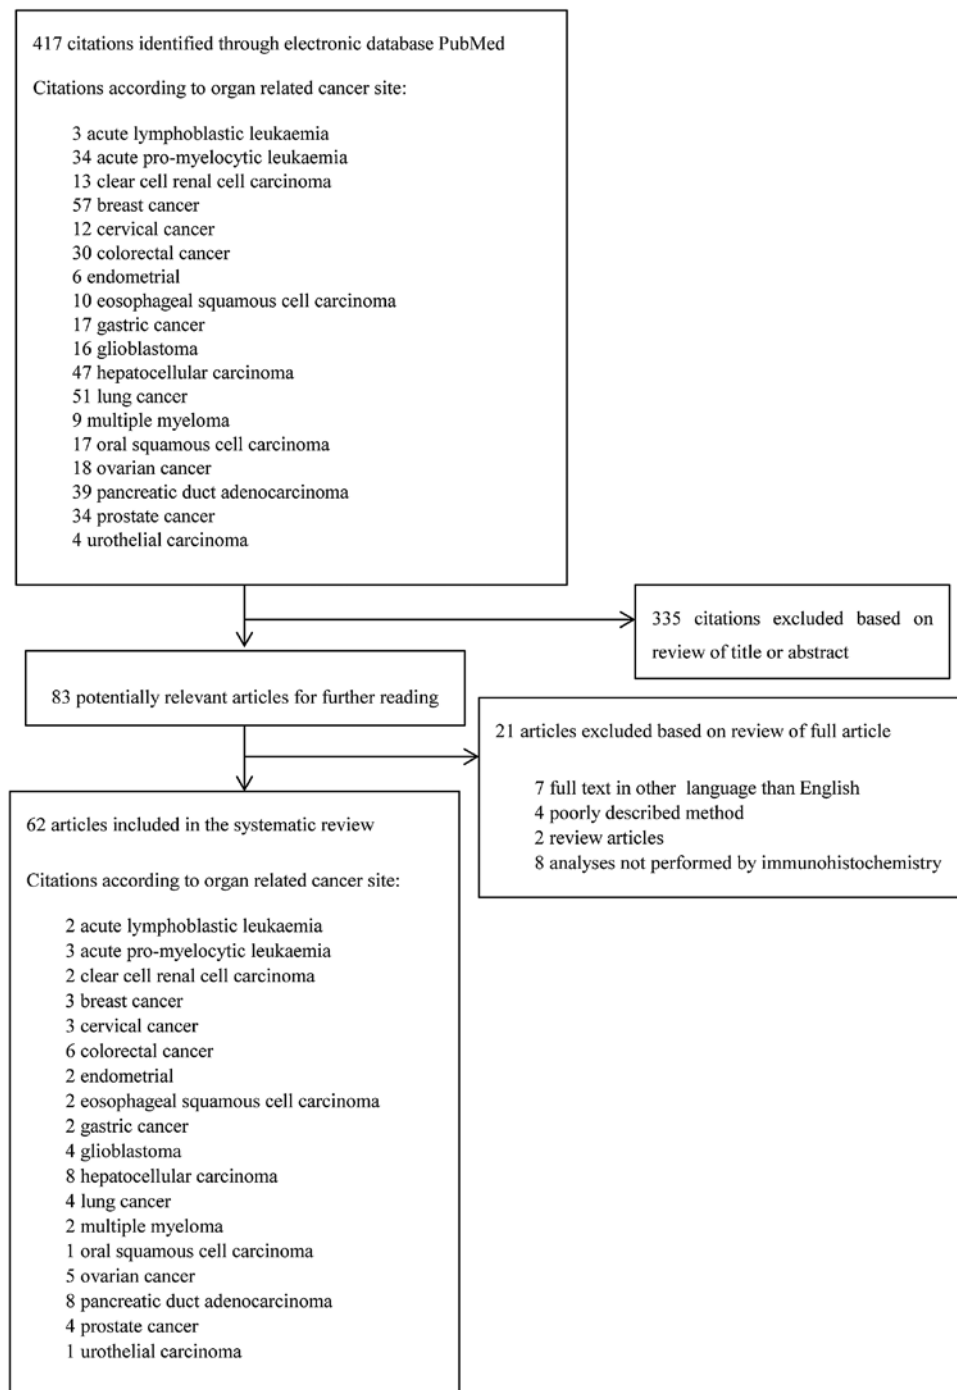 417 citations identified through electronic database PubMed
Citations according to organ related cancer site:
3 acute lymphoblastic leukaemia
34 acute pro-myelocytic leukaemia
13 clear cell renal cell carcinoma
57 breast cancer
12 cervical cancer
30 colorectal cancer
6 endometrial
10 eosophageal squamous cell carcinoma
17 gastric cancer
16 glioblastoma
47 hepatocellular carcinoma
51 lung cancer
9 multiple myeloma
17 oral squamous cell carcinoma
18 ovarian cancer
39 pancreatic duct adenocarcinoma
34 prostate cancer
4 urothelial carcinoma
335 citations excluded based on
review of title or abstract
83 potentially relevant articles for further reading
21 articles excluded based on review of full article
7 full text in other language than English
4 poorly described method
2 review articles
8 analyses not performed by immunohistochemistry
62 articles included in the systematic review
Citations according to organ related cancer site:
2 acute lymphoblastic leukaemia
3 acute pro-myelocytic leukaemia
2 clear cell renal cell carcinoma
3 breast cancer
3 cervical cancer
6 colorectal cancer
2 endometrial
2 eosophageal squamous cell carcinoma
2 gastric cancer
4 glioblastoma
8 hepatocellular carcinoma
4 lung cancer
2 multiple myeloma
1 oral squamous cell carcinoma
5 ovarian cancer
8 pancreatic duct adenocarcinoma
4 prostate cancer
1 urothelial carcinoma